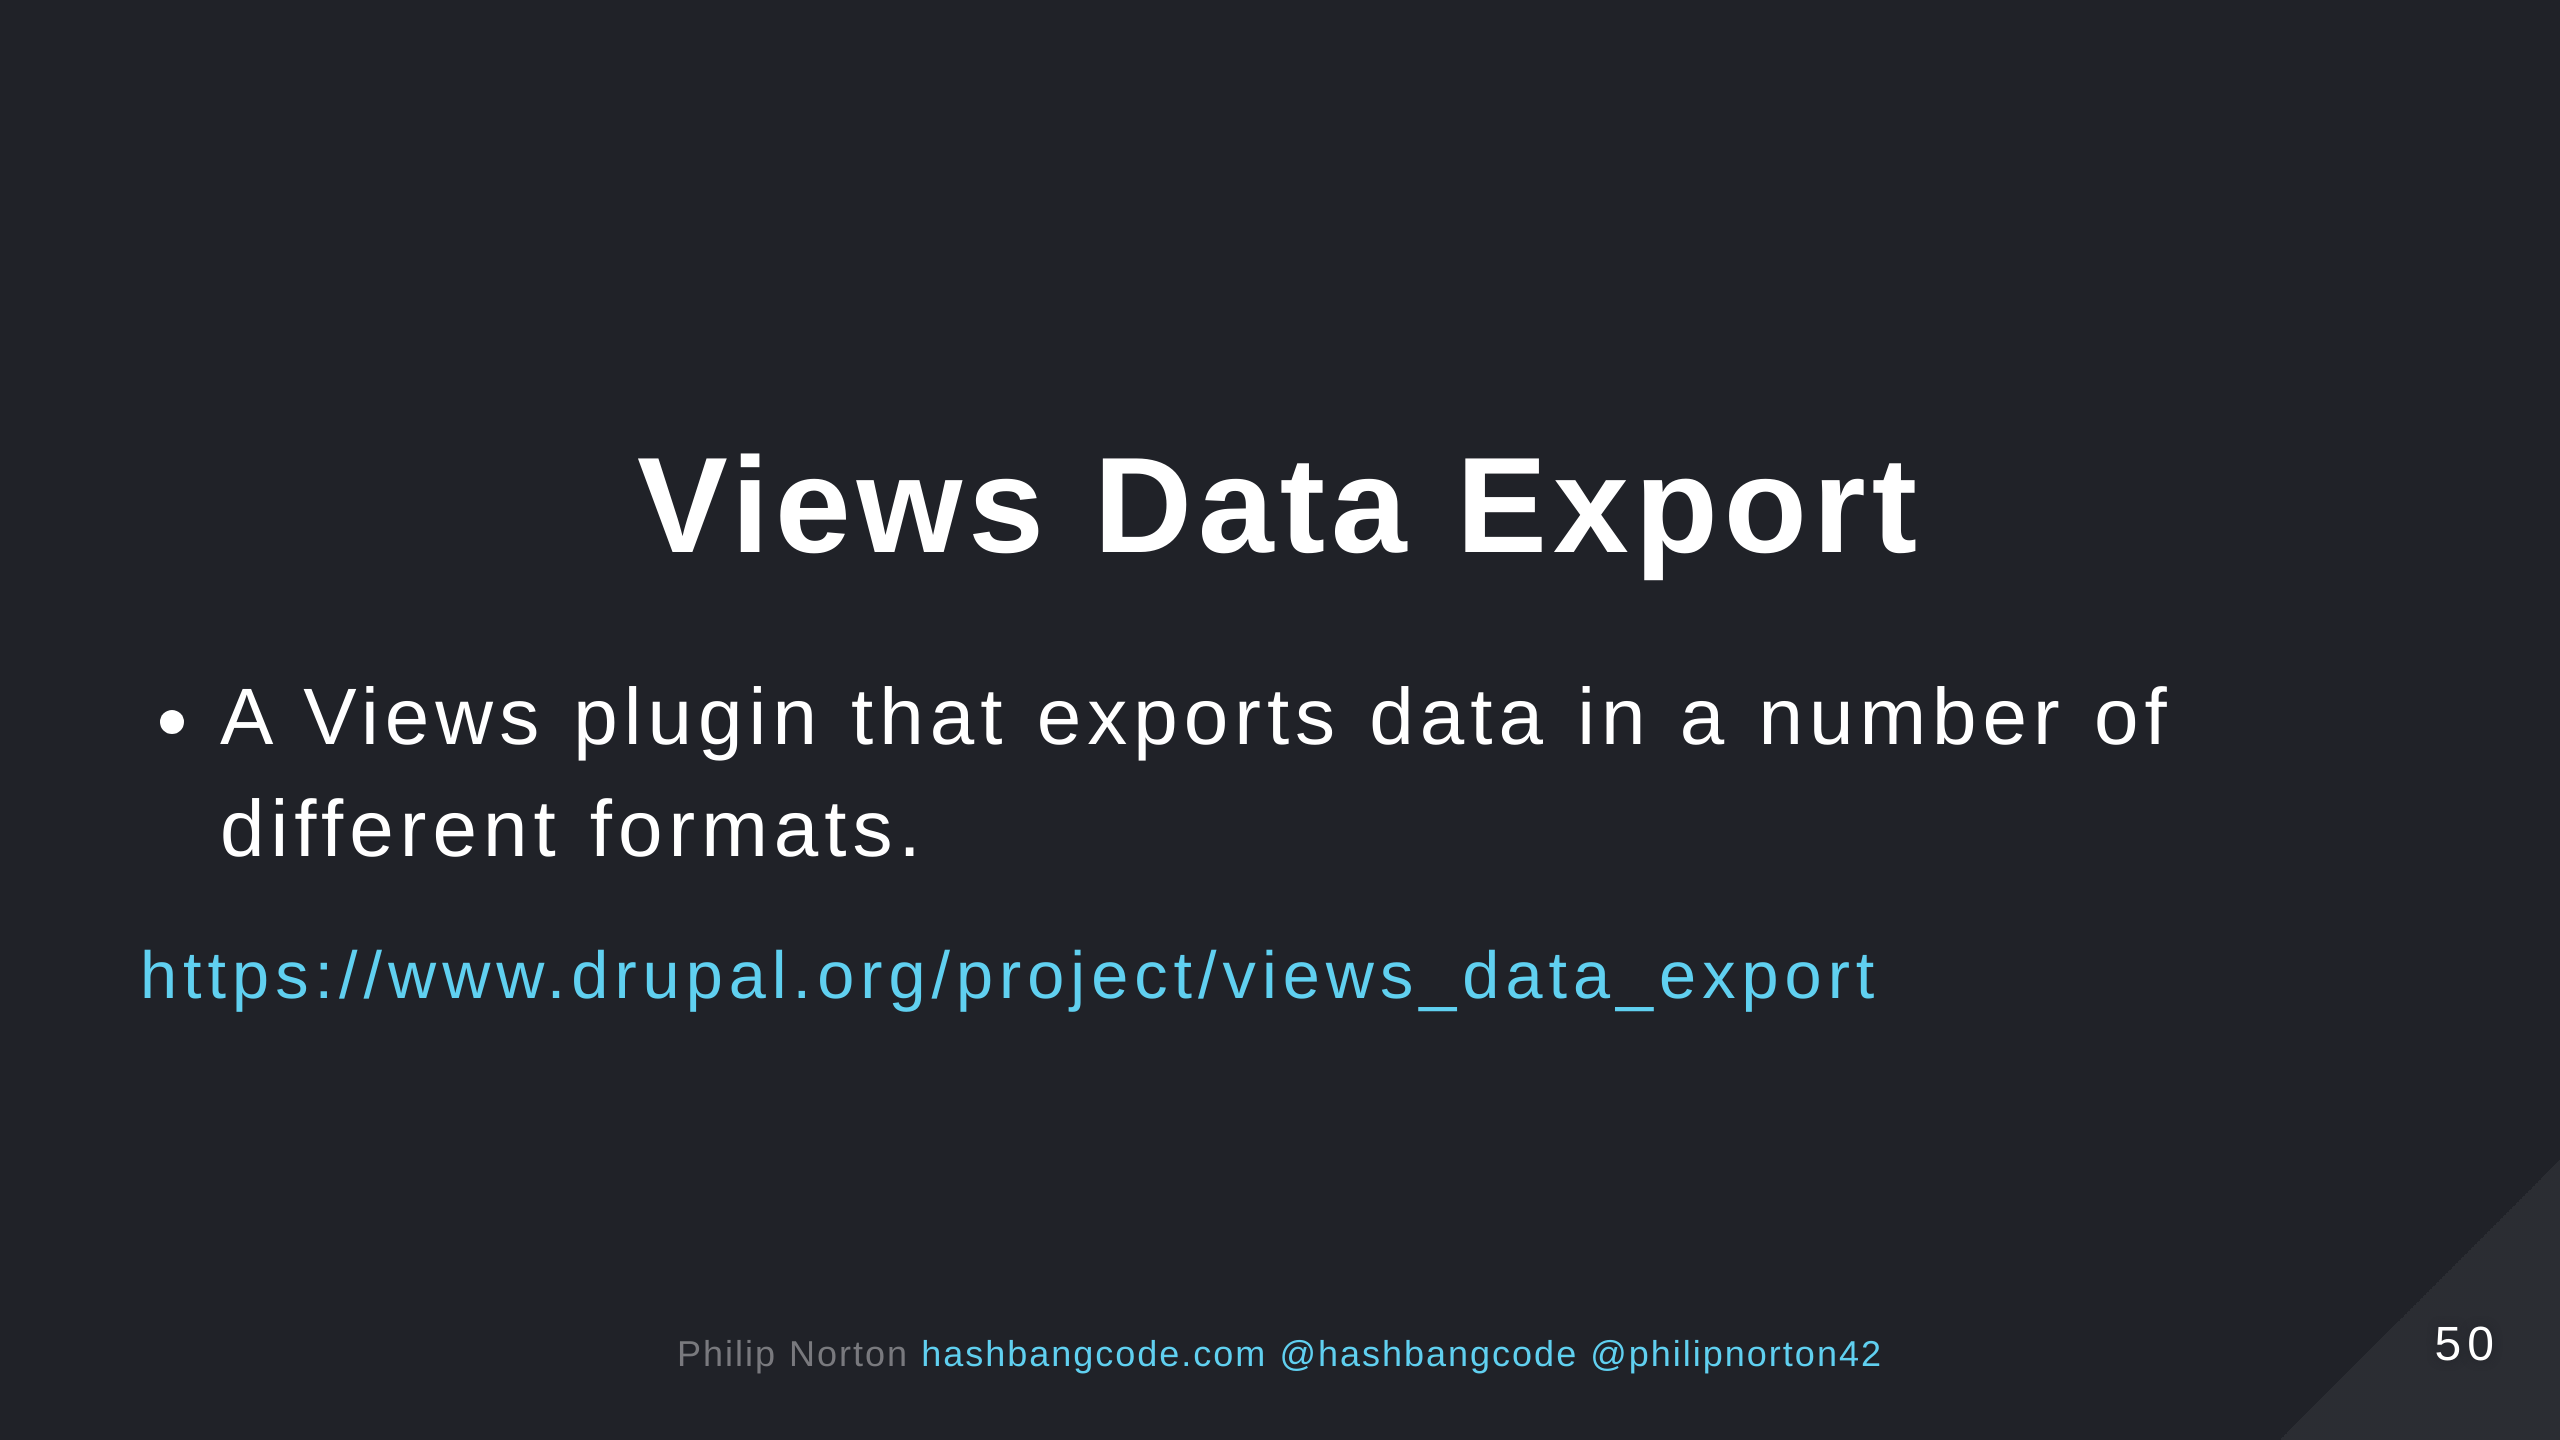 Views Data Export
• A Views plugin that exports data in a number of
different formats.
https://www.drupal.org/project/views_data_export
Philip Norton hashbangcode.com @hashbangcode @philipnorton42
50